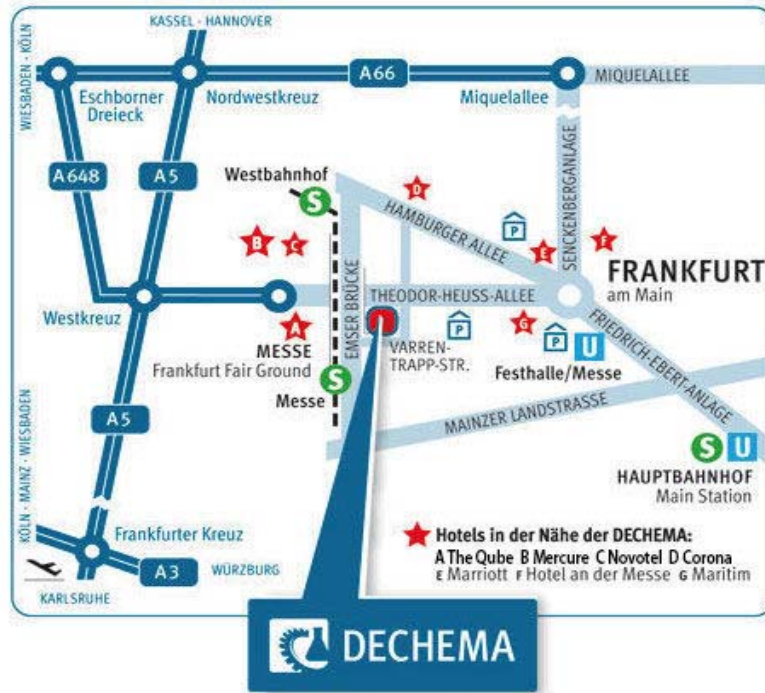 KASSEL - HANNOVER
WIESBADEN - KÖLN
A66
MIQUELALLEE
Eschborner
Dreieck
Nordwestkreuz
Miquelallee
A648
A5
Westbahnhof
S
D
HAMBURGER ALLEE
P
SENCKENBERGANLAGE
B
C
E
F
FRANKFURT
am Main
EMSER BRÜCKE
THEODOR-HEUSS-ALLEE
Westkreuz
A
MESSE
Frankfurt Fair Ground
S
Messe
VARREN-
TRAPP-STR.
P
G
P
U
Festhalle/Messe
FRIEDRICH-EBERT-ANLAGE
MAINZER LANDSTRASSE
A5
KÖLN - MAINZ - WIESBADEN
S U
HAUPTBAHNHOF
Main Station
Frankfurter Kreuz
A3
WÜRZBURG
KARLSRUHE
Hotels in der Nähe der DECHEMA:
A The Qube B Mercure C Novotel D Corona
E Marriott F Hotel an der Messe G Maritim
DECHEMA